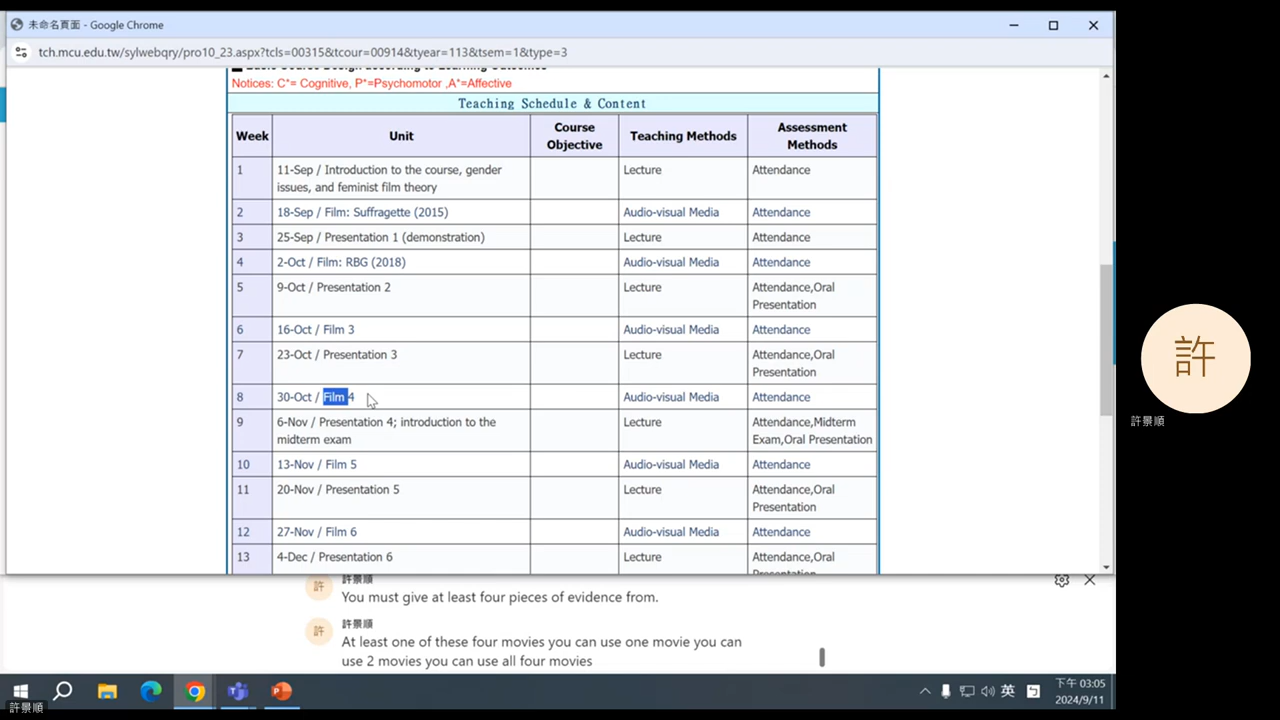 未命名頁面 - Google Chrome
tch.mcu.edu.tw/sylwebqry/pro10_23.aspx?tcls=00315&tcour=00914&tyear=113&tsem=1&type=3
Basic Course Design according to Learning Outcomes
Notices: C*= Cognitive, P*=Psychomotor ,A*=Affective
Teaching Schedule & Content
Week Unit Course Objective Teaching Methods Assessment Methods
1 11-Sep / Introduction to the course, gender issues, and feminist film theory Lecture Attendance
2 18-Sep / Film: Suffragette (2015) Audio-visual Media Attendance
3 25-Sep / Presentation 1 (demonstration) Lecture Attendance
4 2-Oct / Film: RBG (2018) Audio-visual Media Attendance
5 9-Oct / Presentation 2 Lecture Attendance,Oral Presentation
6 16-Oct / Film 3 Audio-visual Media Attendance
7 23-Oct / Presentation 3 Lecture Attendance,Oral Presentation
8 30-Oct / Film 4 Audio-visual Media Attendance
9 6-Nov / Presentation 4; introduction to the midterm exam Lecture Attendance,Midterm Exam,Oral Presentation
10 13-Nov / Film 5 Audio-visual Media Attendance
11 20-Nov / Presentation 5 Lecture Attendance,Oral Presentation
12 27-Nov / Film 6 Audio-visual Media Attendance
13 4-Dec / Presentation 6 Lecture Attendance,Oral Presentation
許
許景順
許 許景順
You must give at least four pieces of evidence from.
許 許景順
At least one of these four movies you can use one movie you can
use 2 movies you can use all four movies
英
下午 03:05
2024/9/11
許景順